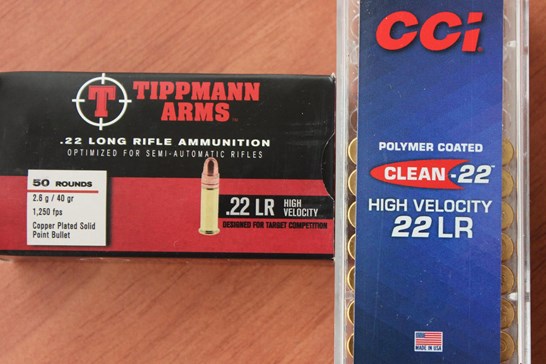 TIPPMANN
ARMS
T
.22 LONG RIFLE AMMUNITION
OPTIMIZED FOR SEMI-AUTOMATIC RIFLES
50 ROUNDS
2.6 g / 40 gr
1,250 fps
Copper Plated Solid
Point Bullet
.22 LR HIGH
VELOCITY
DESIGNED FOR TARGET COMPETITION
CCI
POLYMER COATED
CLEAN-22™
HIGH VELOCITY
22 LR
MADE IN USA